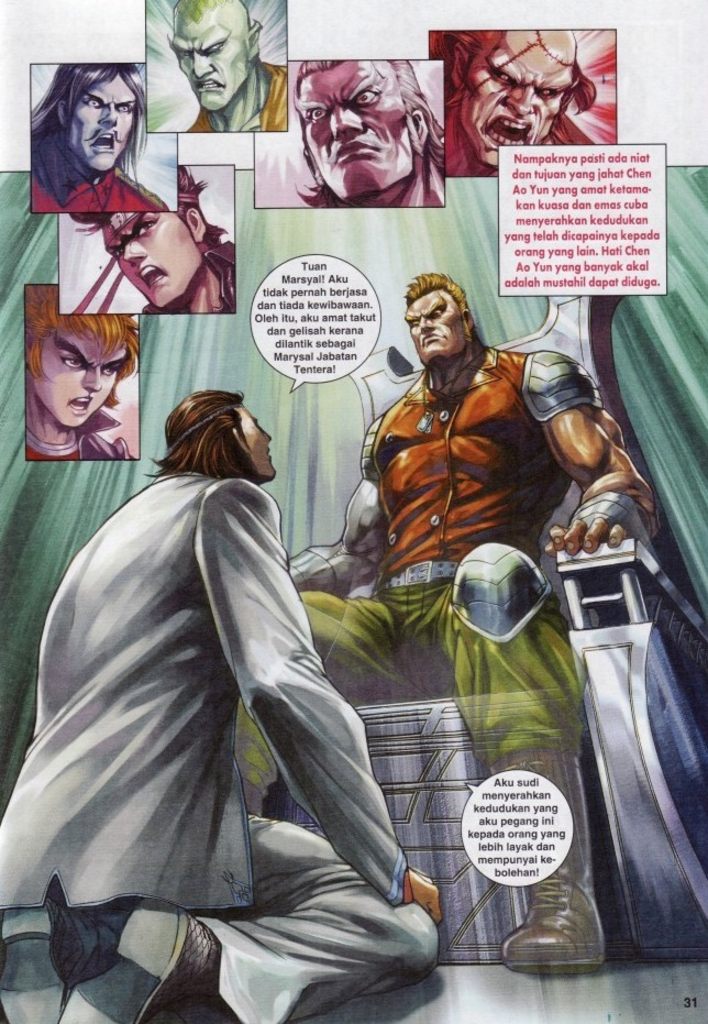 Nampaknya pasti ada niat
dan tujuan yang jahat Chen
Ao Yun yang amat ketama-
kan kuasa dan emas cuba
menyerahkan kedudukan
yang telah dicapainya kepada
orang yang lain. Hati Chen
Ao Yun yang banyak akal
adalah mustahil dapat diduga.
Tuan
Marsyal! Aku
tidak pernah berjasa
dan tiada kewibawaan.
Oleh itu, aku amat takut
dan gelisah kerana
dilantik sebagai
Marysal Jabatan
Tentera!
Aku sudi
menyerahkan
kedudukan yang
aku pegang ini
kepada orang yang
lebih layak dan
mempunyai ke-
bolehan!
31